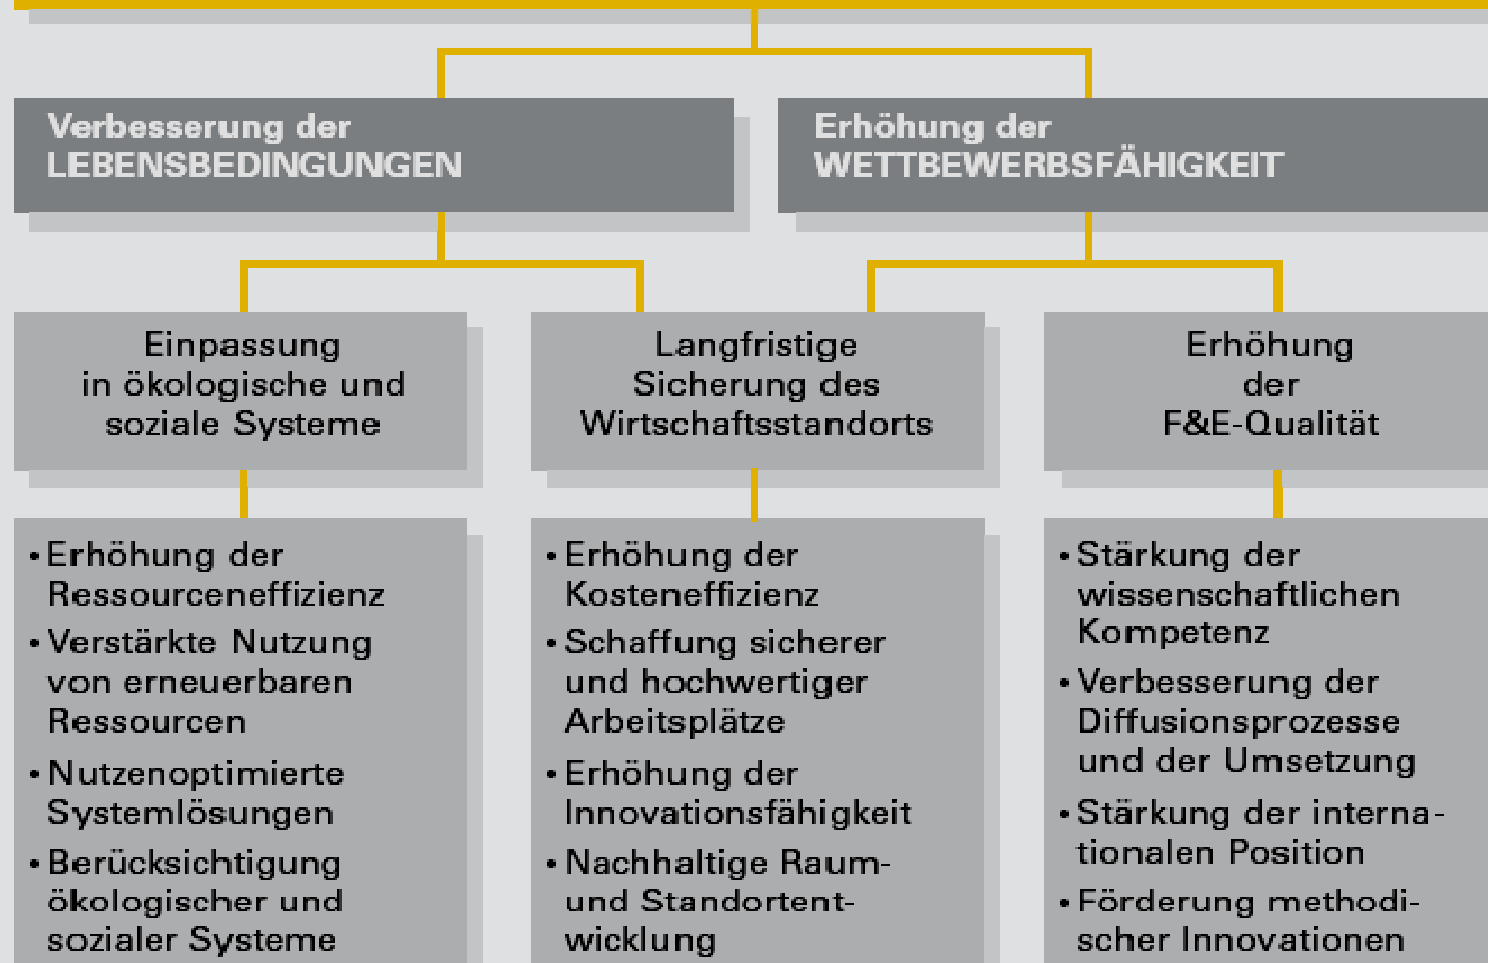 Verbesserung der
LEBENSBEDINGUNGEN
Erhöhung der
WETTBEWERBSFÄHIGKEIT
Einpassung
in ökologische und
soziale Systeme
Langfristige
Sicherung des
Wirtschaftsstandorts
Erhöhung
der
F&E-Qualität
• Erhöhung der
Ressourceneffizienz
• Verstärkte Nutzung
von erneuerbaren
Ressourcen
• Nutzenoptimierte
Systemlösungen
• Berücksichtigung
ökologischer und
sozialer Systeme
• Erhöhung der
Kosteneffizienz
• Schaffung sicherer
und hochwertiger
Arbeitsplätze
• Erhöhung der
Innovationsfähigkeit
• Nachhaltige Raum-
und Standortent-
wicklung
• Stärkung der
wissenschaftlichen
Kompetenz
• Verbesserung der
Diffusionsprozesse
und der Umsetzung
• Stärkung der interna-
tionalen Position
• Förderung methodi-
scher Innovationen